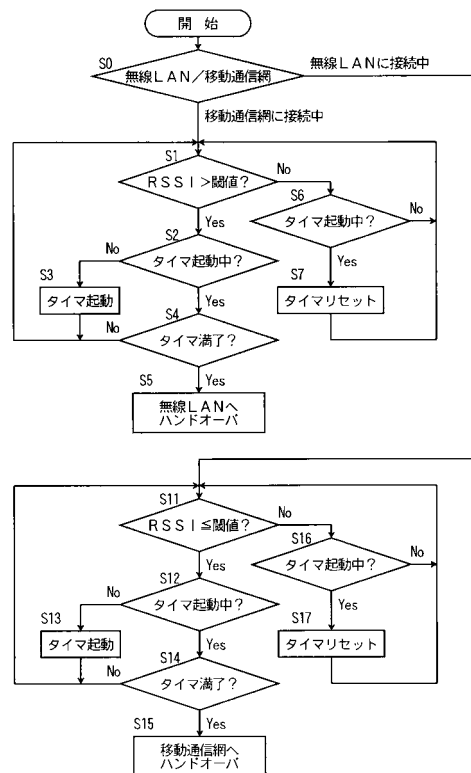 開 始
S0
無線LAN／移動通信網
無線LANに接続中
移動通信網に接続中
S1
RSSI＞閾値？
No
Yes
S6
タイマ起動中？
No
Yes
S2
タイマ起動中？
No
Yes
S3
タイマ起動
S7
タイマリセット
S4
タイマ満了？
No
Yes
S5
無線LANへ
ハンドオーバ
S11
RSSI≦閾値？
No
Yes
S16
タイマ起動中？
No
Yes
S12
タイマ起動中？
No
Yes
S13
タイマ起動
S17
タイマリセット
S14
タイマ満了？
No
Yes
S15
移動通信網へ
ハンドオーバ